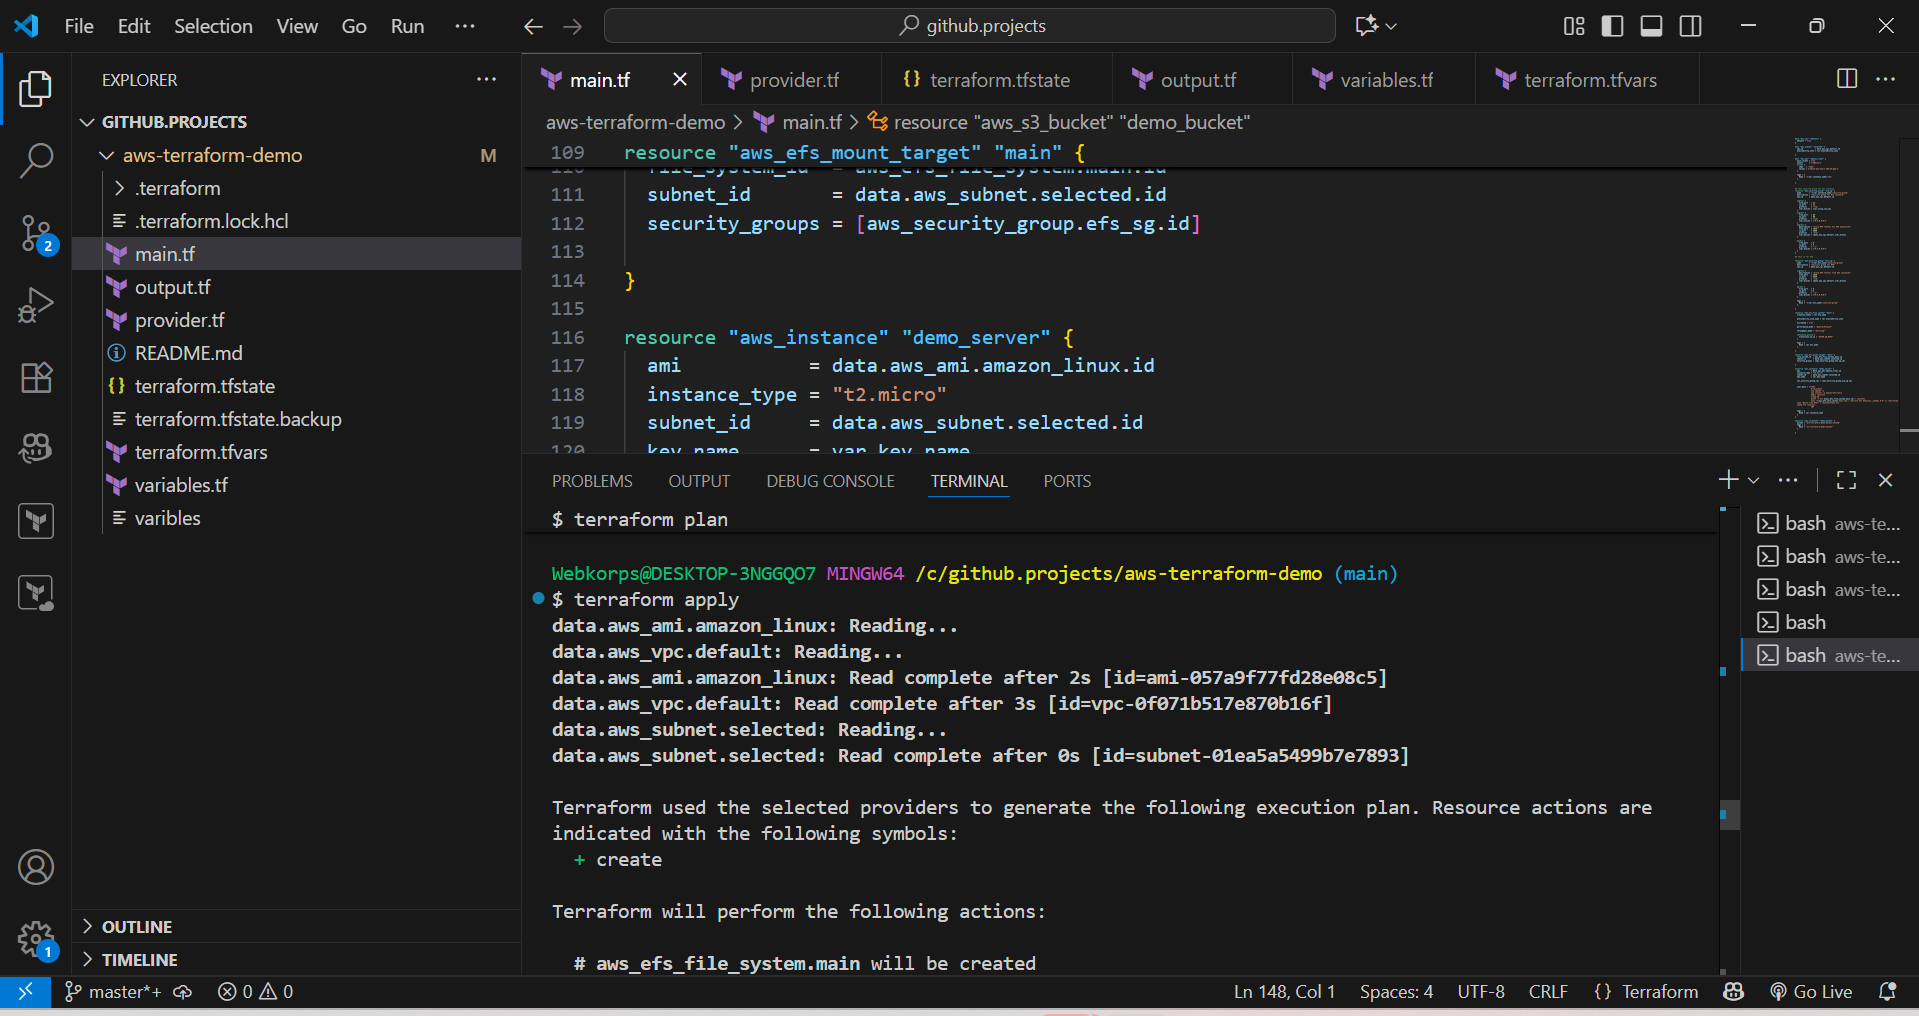 File Edit Selection View Go Run ···
github.projects
EXPLORER
GITHUB.PROJECTS
aws-terraform-demo M
.terraform
.terraform.lock.hcl
main.tf
output.tf
provider.tf
README.md
{} terraform.tfstate
terraform.tfstate.backup
terraform.tfvars
variables.tf
varibles
2
1
OUTLINE
TIMELINE
main.tf
provider.tf
{} terraform.tfstate
output.tf
variables.tf
terraform.tfvars
aws-terraform-demo > main.tf > resource "aws_s3_bucket" "demo_bucket"
109 resource "aws_efs_mount_target" "main" {
110 file_system_id = aws_efs_file_system.main.id
111 subnet_id = data.aws_subnet.selected.id
112 security_groups = [aws_security_group.efs_sg.id]
113
114 }
115
116 resource "aws_instance" "demo_server" {
117 ami = data.aws_ami.amazon_linux.id
118 instance_type = "t2.micro"
119 subnet_id = data.aws_subnet.selected.id
120 key_name = var.key_name
PROBLEMS OUTPUT DEBUG CONSOLE TERMINAL PORTS
$ terraform plan
Webkorps@DESKTOP-3NGGQO7 MINGW64 /c/github.projects/aws-terraform-demo (main)
$ terraform apply
data.aws_ami.amazon_linux: Reading...
data.aws_vpc.default: Reading...
data.aws_ami.amazon_linux: Read complete after 2s [id=ami-057a9f77fd28e08c5]
data.aws_vpc.default: Read complete after 3s [id=vpc-0f071b517e870b16f]
data.aws_subnet.selected: Reading...
data.aws_subnet.selected: Read complete after 0s [id=subnet-01ea5a5499b7e7893]
Terraform used the selected providers to generate the following execution plan. Resource actions are
indicated with the following symbols:
+ create
Terraform will perform the following actions:
# aws_efs_file_system.main will be created
bash aws-te...
bash aws-te...
bash aws-te...
bash
bash aws-te...
master*+ 0 0
Ln 148, Col 1 Spaces: 4 UTF-8 CRLF {} Terraform Go Live